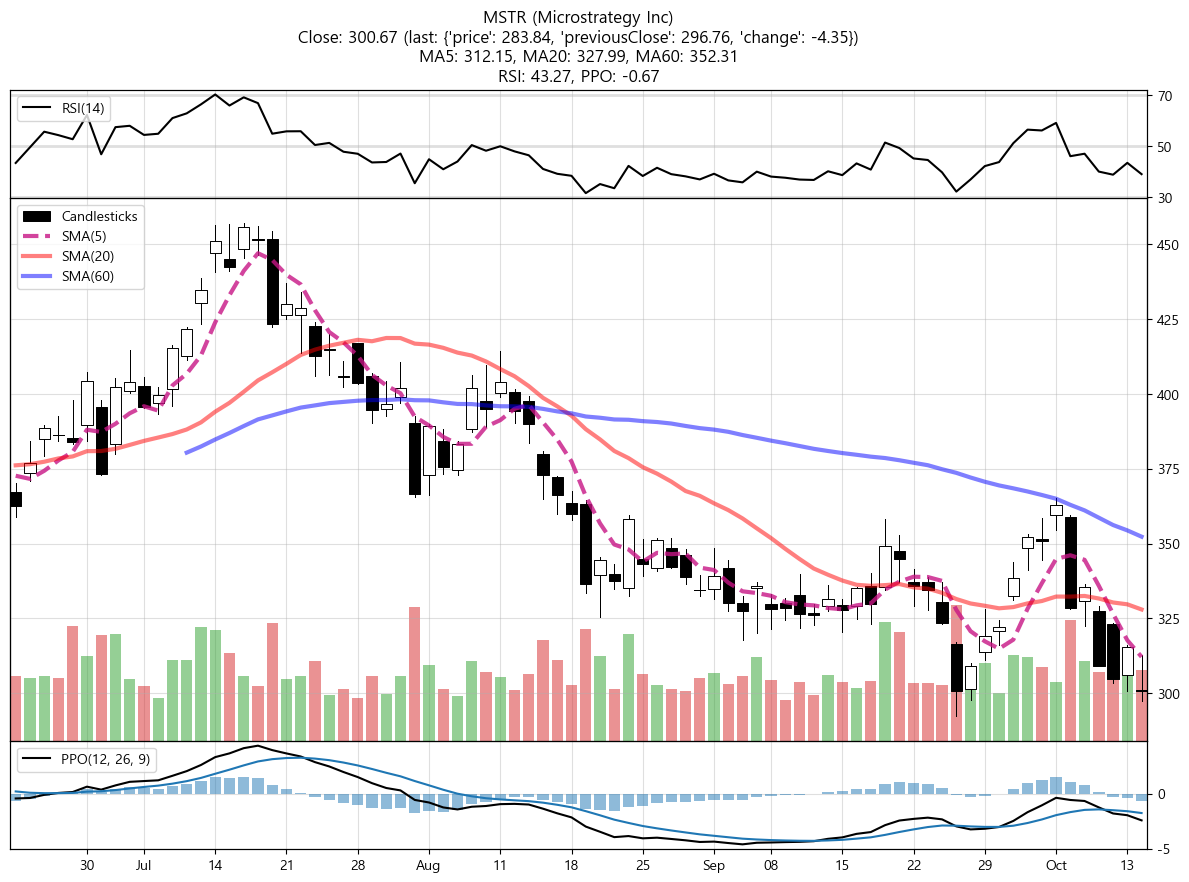 MSTR (Microstrategy Inc)
Close: 300.67 (last: {'price': 283.84, 'previousClose': 296.76, 'change': -4.35})
MA5: 312.15, MA20: 327.99, MA60: 352.31
RSI: 43.27, PPO: -0.67
RSI(14)
70
50
30
Candlesticks
SMA(5)
SMA(20)
SMA(60)
450
425
400
375
350
325
300
PPO(12, 26, 9)
0
-5
30 Jul 14 21 28 Aug 11 18 25 Sep 08 15 22 29 Oct 13